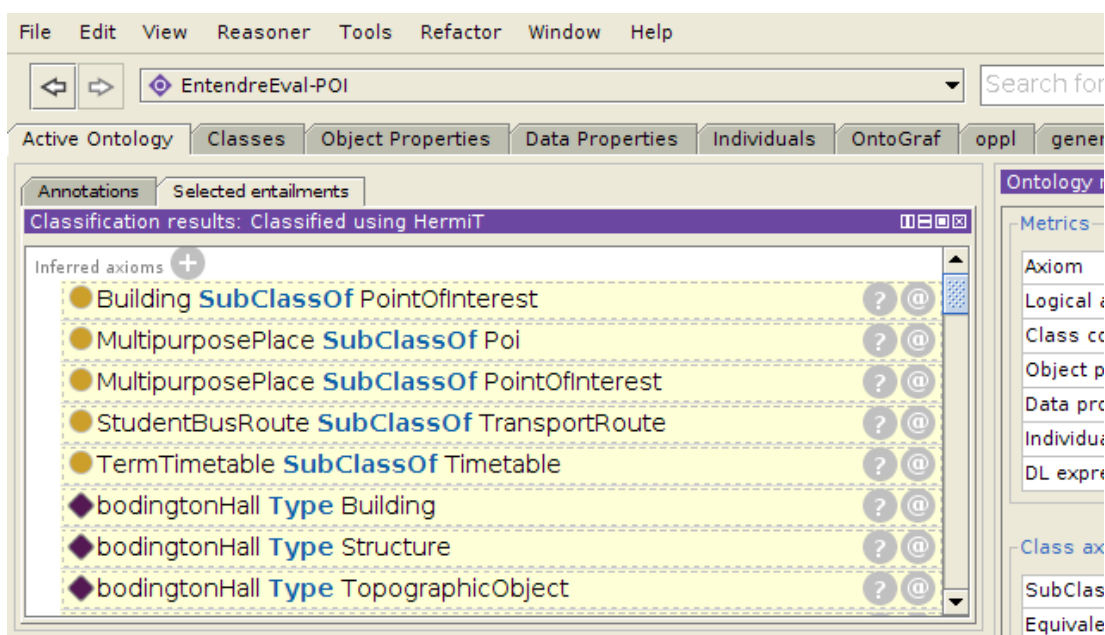 File Edit View Reasoner Tools Refactor Window Help
EntendreEval-POI
Search for
Active Ontology Classes Object Properties Data Properties Individuals OntoGraf oppl
Annotations Selected entailments
Ontology
Classification results: Classified using HermiT
Metrics
Inferred axioms +
Axiom
Building SubClassOf PointOfInterest ? @
Logical
MultipurposePlace SubClassOf Poi ? @
Class
MultipurposePlace SubClassOf PointOfInterest ? @
Object
StudentBusRoute SubClassOf TransportRoute ? @
Data
TermTimetable SubClassOf Timetable ? @
DL
bodingtonHall Type Building ? @
bodingtonHall Type Structure ? @
Class
bodingtonHall Type TopographicObject ? @